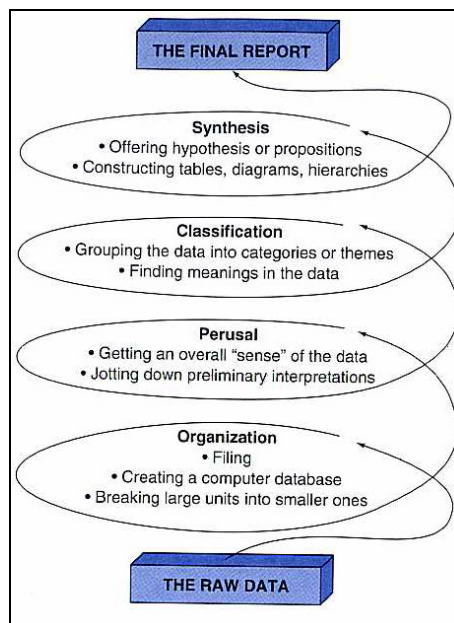 THE FINAL REPORT
Synthesis
• Offering hypothesis or propositions
• Constructing tables, diagrams, hierarchies
Classification
• Grouping the data into categories or themes
• Finding meanings in the data
Perusal
• Getting an overall “sense” of the data
• Jotting down preliminary interpretations
Organization
• Filing
• Creating a computer database
• Breaking large units into smaller ones
THE RAW DATA